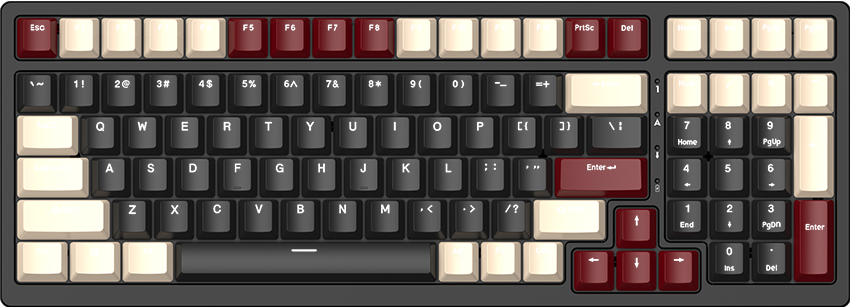 Esc F5 F6 F7 F8 PrtSc Del
\ ~ 1 ! 2 @ 3 # 4 $ 5 % 6 ^ 7 & 8 * 9 ( 0 ) - _ = +
Q W E R T Y U I O P [ { ] } \ | 7 Home 8 9 PgUp
A S D F G H J K L ; : ' " Enter 4 5 6
Z X C V B N M , < . > / ? 1 End 2 3 PgDn Enter
0 Ins . Del